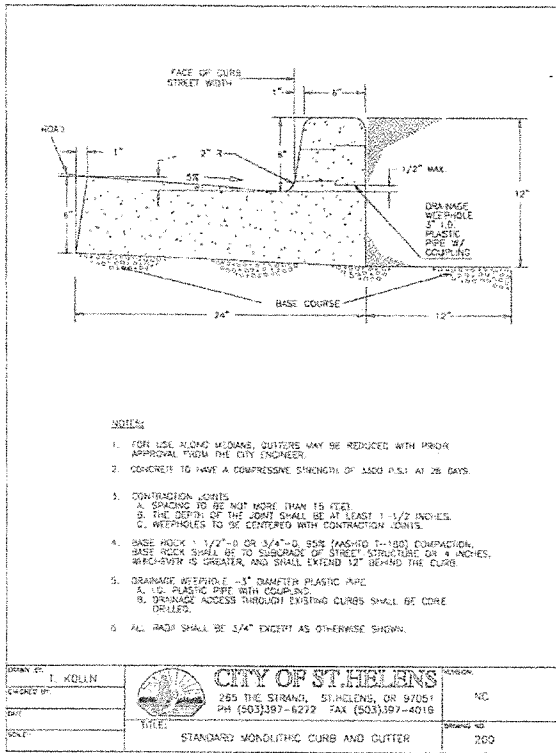 FACE OF CURB
STREET WIDTH
1"
6"
ROAD
1"
2" R
5%
6"
1/2" MAX.
12"
6"
DRAINAGE
WEEPHOLE
3" I.D.
PLASTIC
PIPE W/
COUPLING
BASE COURSE
24"
12"
NOTES:
1. FOR USE ALONG MEDIANS, GUTTERS MAY BE REDUCED WITH PRIOR
APPROVAL FROM THE CITY ENGINEER.
2. CONCRETE TO HAVE A COMPRESSIVE STRENGTH OF 3300 P.S.I. AT 28 DAYS.
3. CONTRACTION JOINTS
A. SPACING TO BE NOT MORE THAN 15 FEET.
B. THE DEPTH OF THE JOINT SHALL BE AT LEAST 1-1/2 INCHES.
C. WEEPHOLES TO BE CENTERED WITH CONTRACTION JOINTS.
4. BASE ROCK 1 1/2"-0 OR 3/4"-0, 95% (AASHTO T-180) COMPACTION.
BASE ROCK SHALL BE TO SUBGRADE OF STREET STRUCTURE OR 4 INCHES,
WHICHEVER IS GREATER, AND SHALL EXTEND 12" BEHIND THE CURB.
5. DRAINAGE WEEPHOLE -3" DIAMETER PLASTIC PIPE
A. I.D. PLASTIC PIPE WITH COUPLING.
B. DRAINAGE ACCESS THROUGH EXISTING CURBS SHALL BE CORE
DRILLED.
6. ALL RADII SHALL BE 3/4" EXCEPT AS OTHERWISE SHOWN.
DRAWN BY:
T. KOLLN
CHECKED BY:
DATE:
SCALE:
CITY OF ST.HELENS
265 THE STRAND, ST.HELENS, OR 97051
PH (503)397-6272 FAX (503)397-4016
TITLE:
STANDARD MONOLITHIC CURB AND GUTTER
REVISION:
NC
DRAWING NO.
200